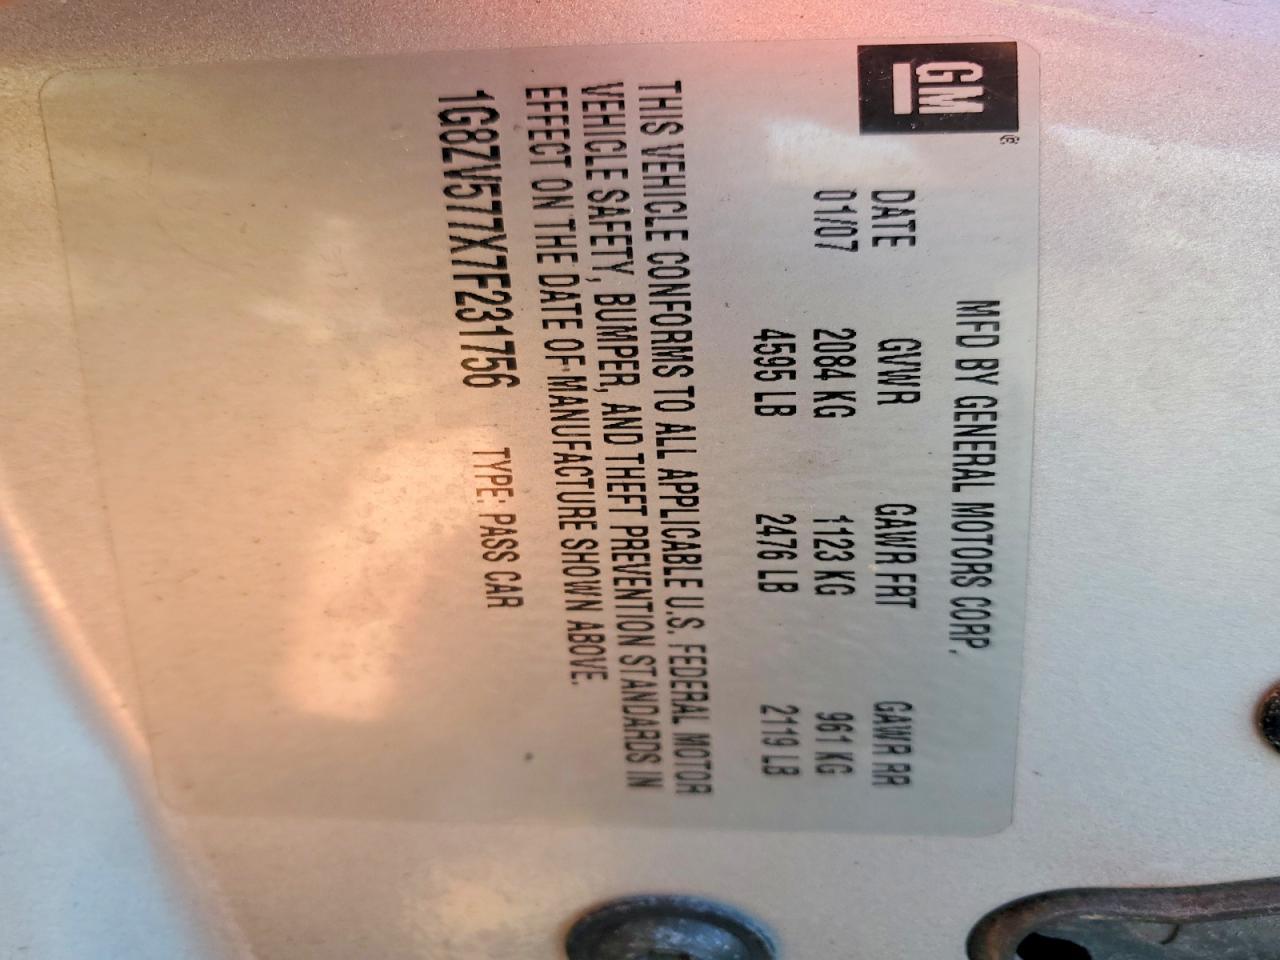 GM
MFD BY GENERAL MOTORS CORP.
DATE GVWR GAWR FRT GAWR RR
01/07 2084 KG 1123 KG 961 KG
4595 LB 2476 LB 2119 LB
THIS VEHICLE CONFORMS TO ALL APPLICABLE U.S. FEDERAL MOTOR
VEHICLE SAFETY, BUMPER, AND THEFT PREVENTION STANDARDS IN
EFFECT ON THE DATE OF MANUFACTURE SHOWN ABOVE.
1G8ZV577X7F231756 TYPE: PASS CAR